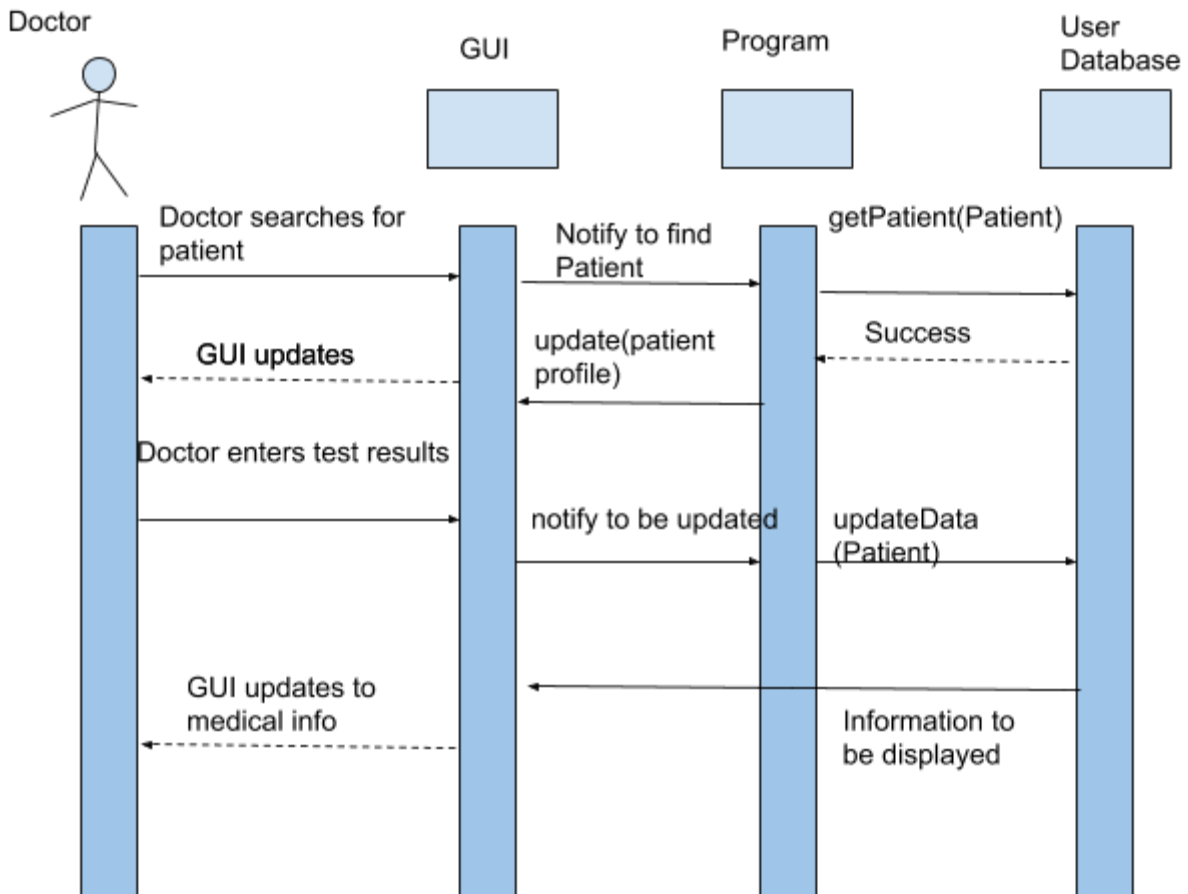 Doctor
GUI
Program
User
Database
Doctor searches for
patient
Notify to find
Patient
getPatient(Patient)
GUI updates
update(patient
profile)
Success
Doctor enters test results
notify to be updated
updateData
(Patient)
GUI updates to
medical info
Information to
be displayed